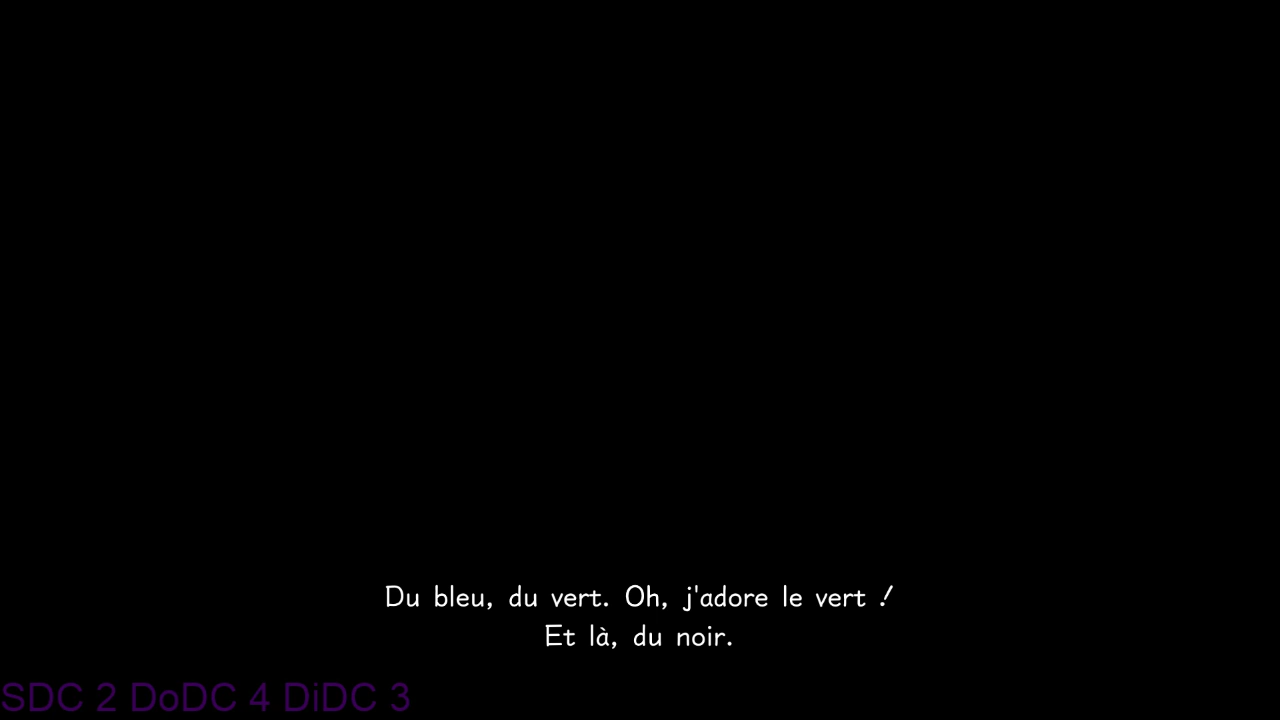 Du bleu, du vert. Oh, j'adore le vert !
Et là, du noir.
SDC 2 DoDC 4 DiDC 3